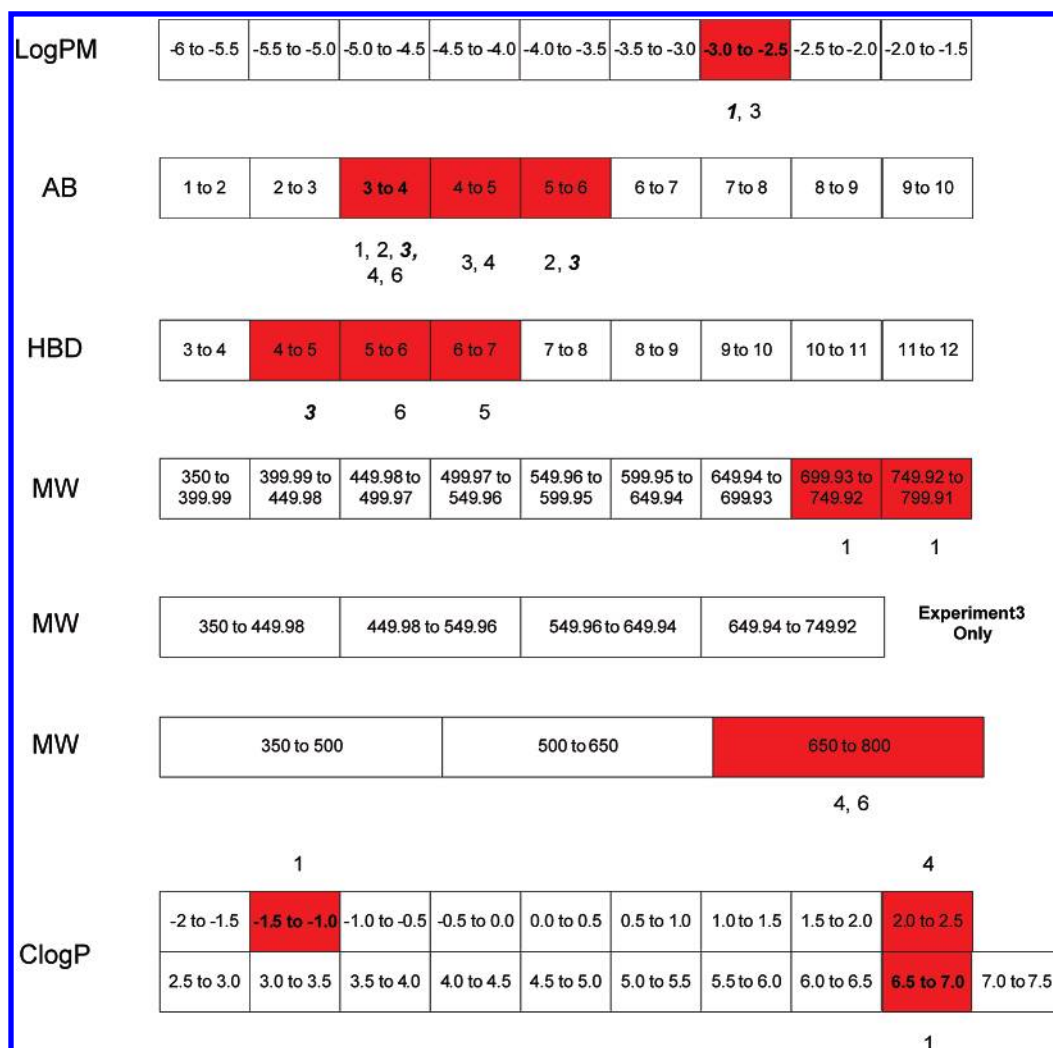 LogPM -6 to -5.5 -5.5 to -5.0 -5.0 to -4.5 -4.5 to -4.0 -4.0 to -3.5 -3.5 to -3.0 -3.0 to -2.5 -2.5 to -2.0 -2.0 to -1.5
1, 3
AB 1 to 2 2 to 3 3 to 4 4 to 5 5 to 6 6 to 7 7 to 8 8 to 9 9 to 10
1, 2, 3, 3, 4 2, 3
4, 6
HBD 3 to 4 4 to 5 5 to 6 6 to 7 7 to 8 8 to 9 9 to 10 10 to 11 11 to 12
3 6 5
MW 350 to 399.99 399.99 to 449.98 449.98 to 499.97 499.97 to 549.96 549.96 to 599.95 599.95 to 649.94 649.94 to 699.93 699.93 to 749.92 749.92 to 799.91
1 1
MW 350 to 449.98 449.98 to 549.96 549.96 to 649.94 649.94 to 749.92 Experiment3 Only
MW 350 to 500 500 to 650 650 to 800
4, 6
1 4
ClogP
-2 to -1.5 -1.5 to -1.0 -1.0 to -0.5 -0.5 to 0.0 0.0 to 0.5 0.5 to 1.0 1.0 to 1.5 1.5 to 2.0 2.0 to 2.5
2.5 to 3.0 3.0 to 3.5 3.5 to 4.0 4.0 to 4.5 4.5 to 5.0 5.0 to 5.5 5.5 to 6.0 6.0 to 6.5 6.5 to 7.0 7.0 to 7.5
1